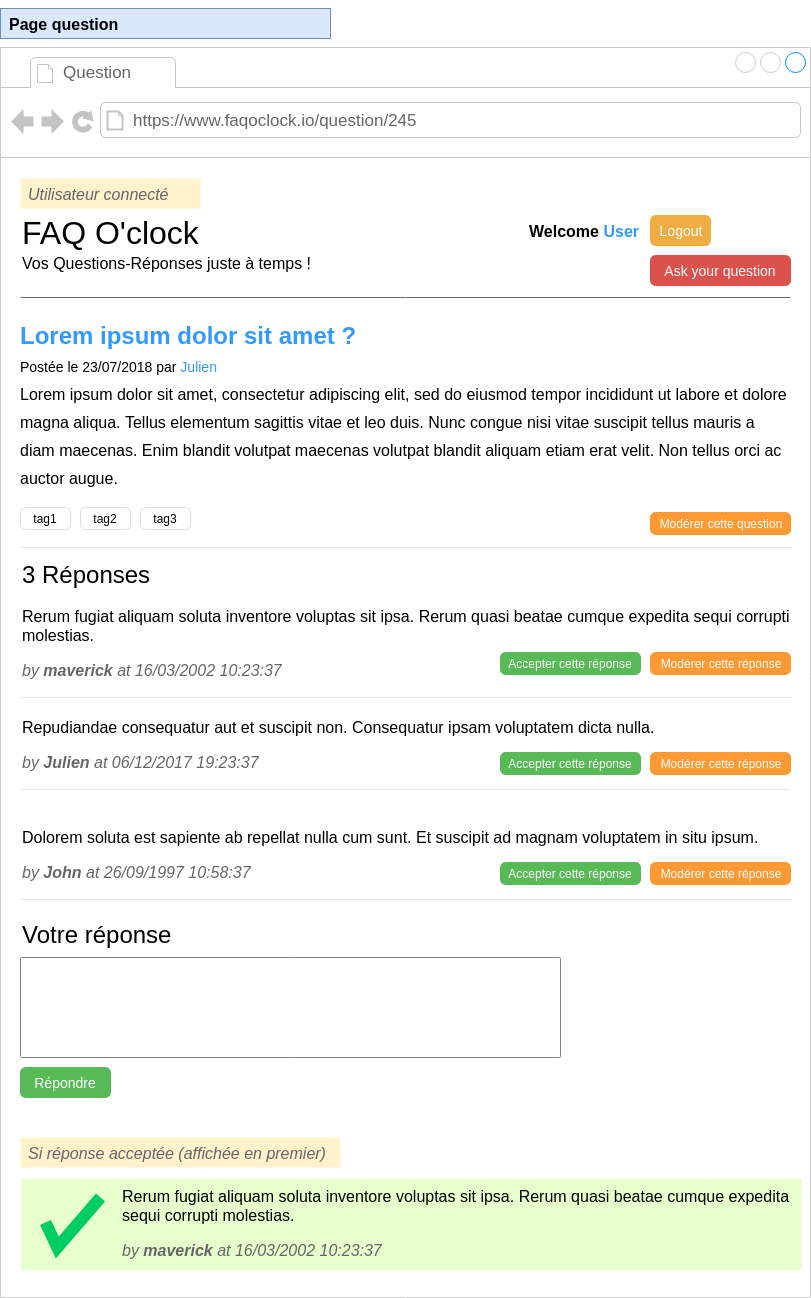 Page question
Question
https://www.faqoclock.io/question/245
Utilisateur connecté
FAQ O'clock
Welcome User
Logout
Vos Questions-Réponses juste à temps !
Ask your question
Lorem ipsum dolor sit amet ?
Postée le 23/07/2018 par Julien
Lorem ipsum dolor sit amet, consectetur adipiscing elit, sed do eiusmod tempor incididunt ut labore et dolore
magna aliqua. Tellus elementum sagittis vitae et leo duis. Nunc congue nisi vitae suscipit tellus mauris a
diam maecenas. Enim blandit volutpat maecenas volutpat blandit aliquam etiam erat velit. Non tellus orci ac
auctor augue.
tag1 tag2 tag3
Modérer cette question
3 Réponses
Rerum fugiat aliquam soluta inventore voluptas sit ipsa. Rerum quasi beatae cumque expedita sequi corrupti
molestias.
by maverick at 16/03/2002 10:23:37
Accepter cette réponse
Modérer cette réponse
Repudiandae consequatur aut et suscipit non. Consequatur ipsam voluptatem dicta nulla.
by Julien at 06/12/2017 19:23:37
Accepter cette réponse
Modérer cette réponse
Dolorem soluta est sapiente ab repellat nulla cum sunt. Et suscipit ad magnam voluptatem in situ ipsum.
by John at 26/09/1997 10:58:37
Accepter cette réponse
Modérer cette réponse
Votre réponse
Répondre
Si réponse acceptée (affichée en premier)
Rerum fugiat aliquam soluta inventore voluptas sit ipsa. Rerum quasi beatae cumque expedita
sequi corrupti molestias.
by maverick at 16/03/2002 10:23:37